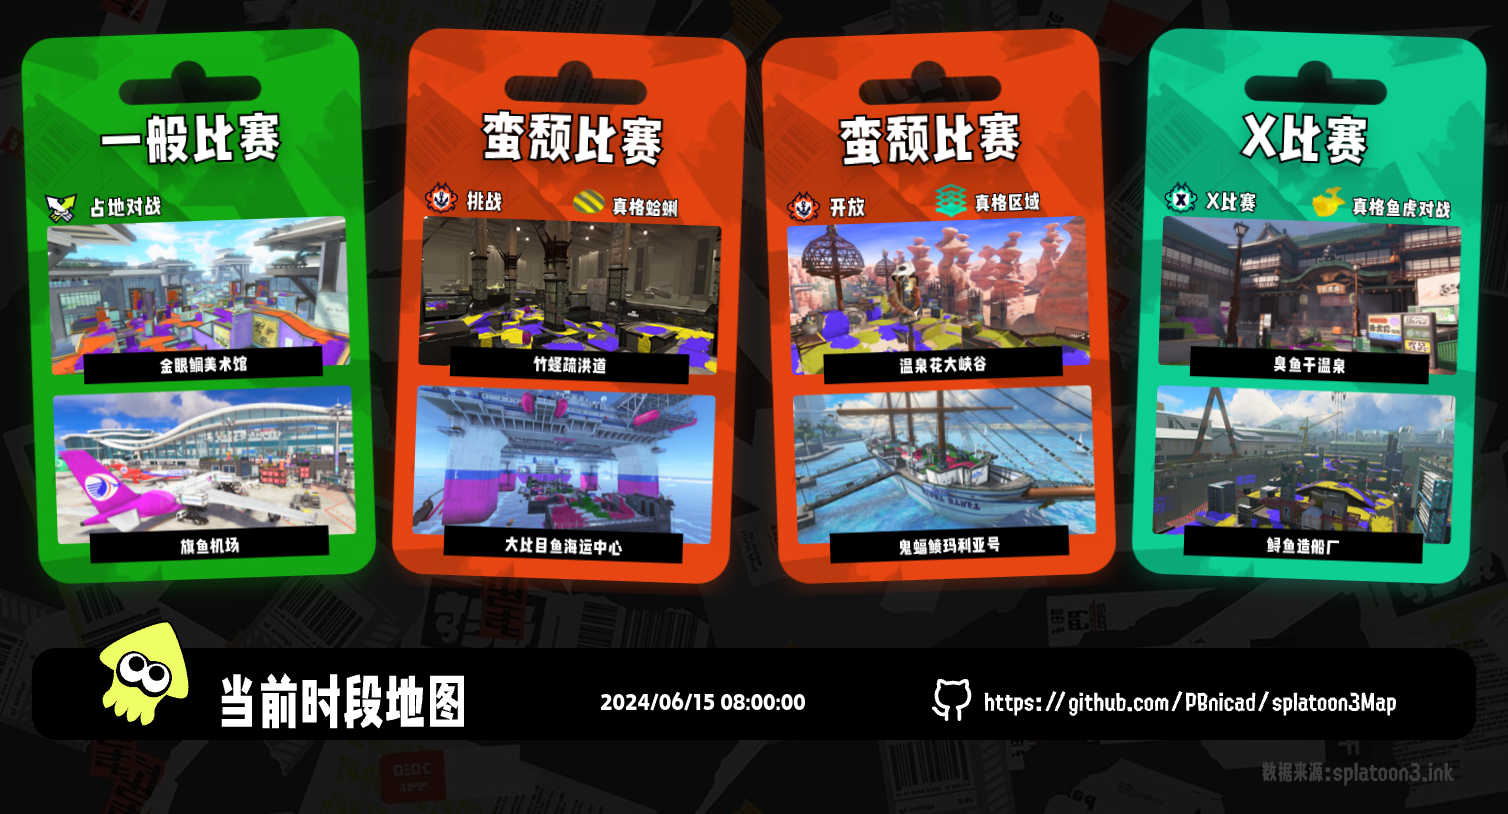 一般比赛
占地对战
金眼鲷美术馆
旗鱼机场
蛮颓比赛
挑战
真格蛤蜊
竹蛏疏洪道
大比目鱼海运中心
蛮颓比赛
开放
真格区域
温泉花大峡谷
鬼蝠鲼玛利亚号
X比赛
X比赛
真格鱼虎对战
臭鱼干温泉
鲟鱼造船厂
当前时段地图
2024/06/15 08:00:00
https://github.com/PBnicad/splatoon3Map
数据来源:splatoon3.ink